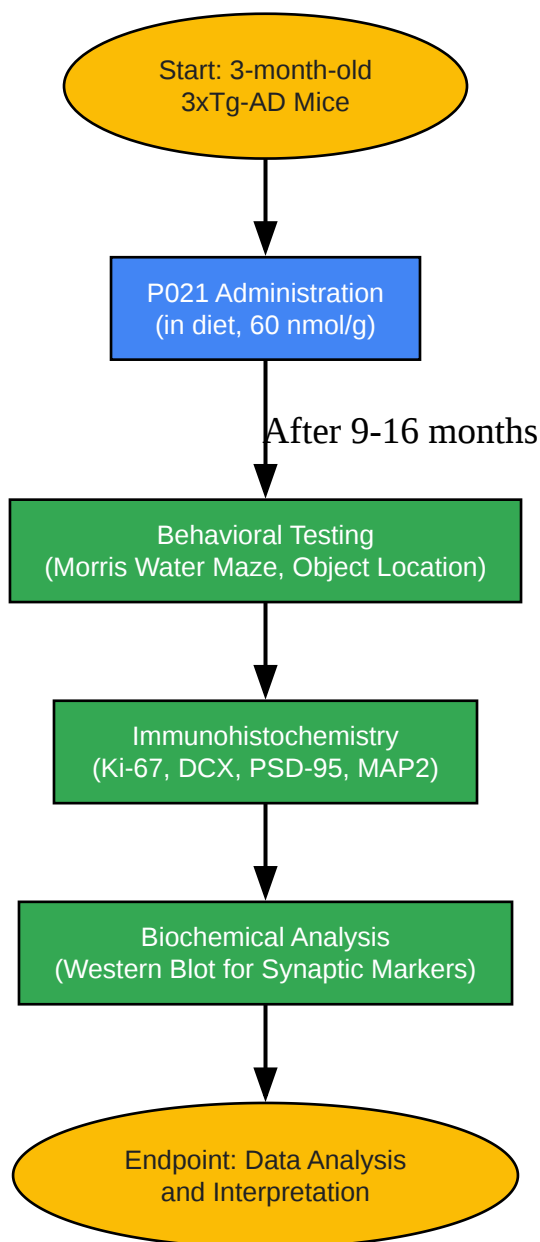 Start: 3-month-old
3xTg-AD Mice
P021 Administration
(in diet, 60 nmol/g)
After 9-16 months
Behavioral Testing
(Morris Water Maze, Object Location)
Immunohistochemistry
(Ki-67, DCX, PSD-95, MAP2)
Biochemical Analysis
(Western Blot for Synaptic Markers)
Endpoint: Data Analysis
and Interpretation